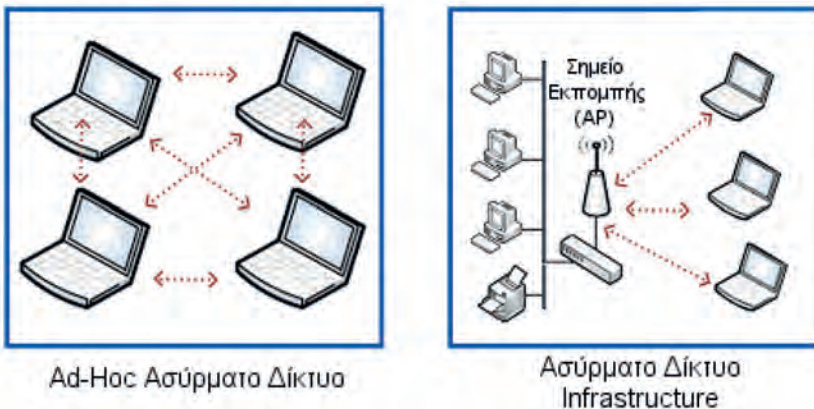 Σημείο
Εκπομπής
(AP)
Ad-Hoc Ασύρματο Δίκτυο
Ασύρματο Δίκτυο
Infrastructure